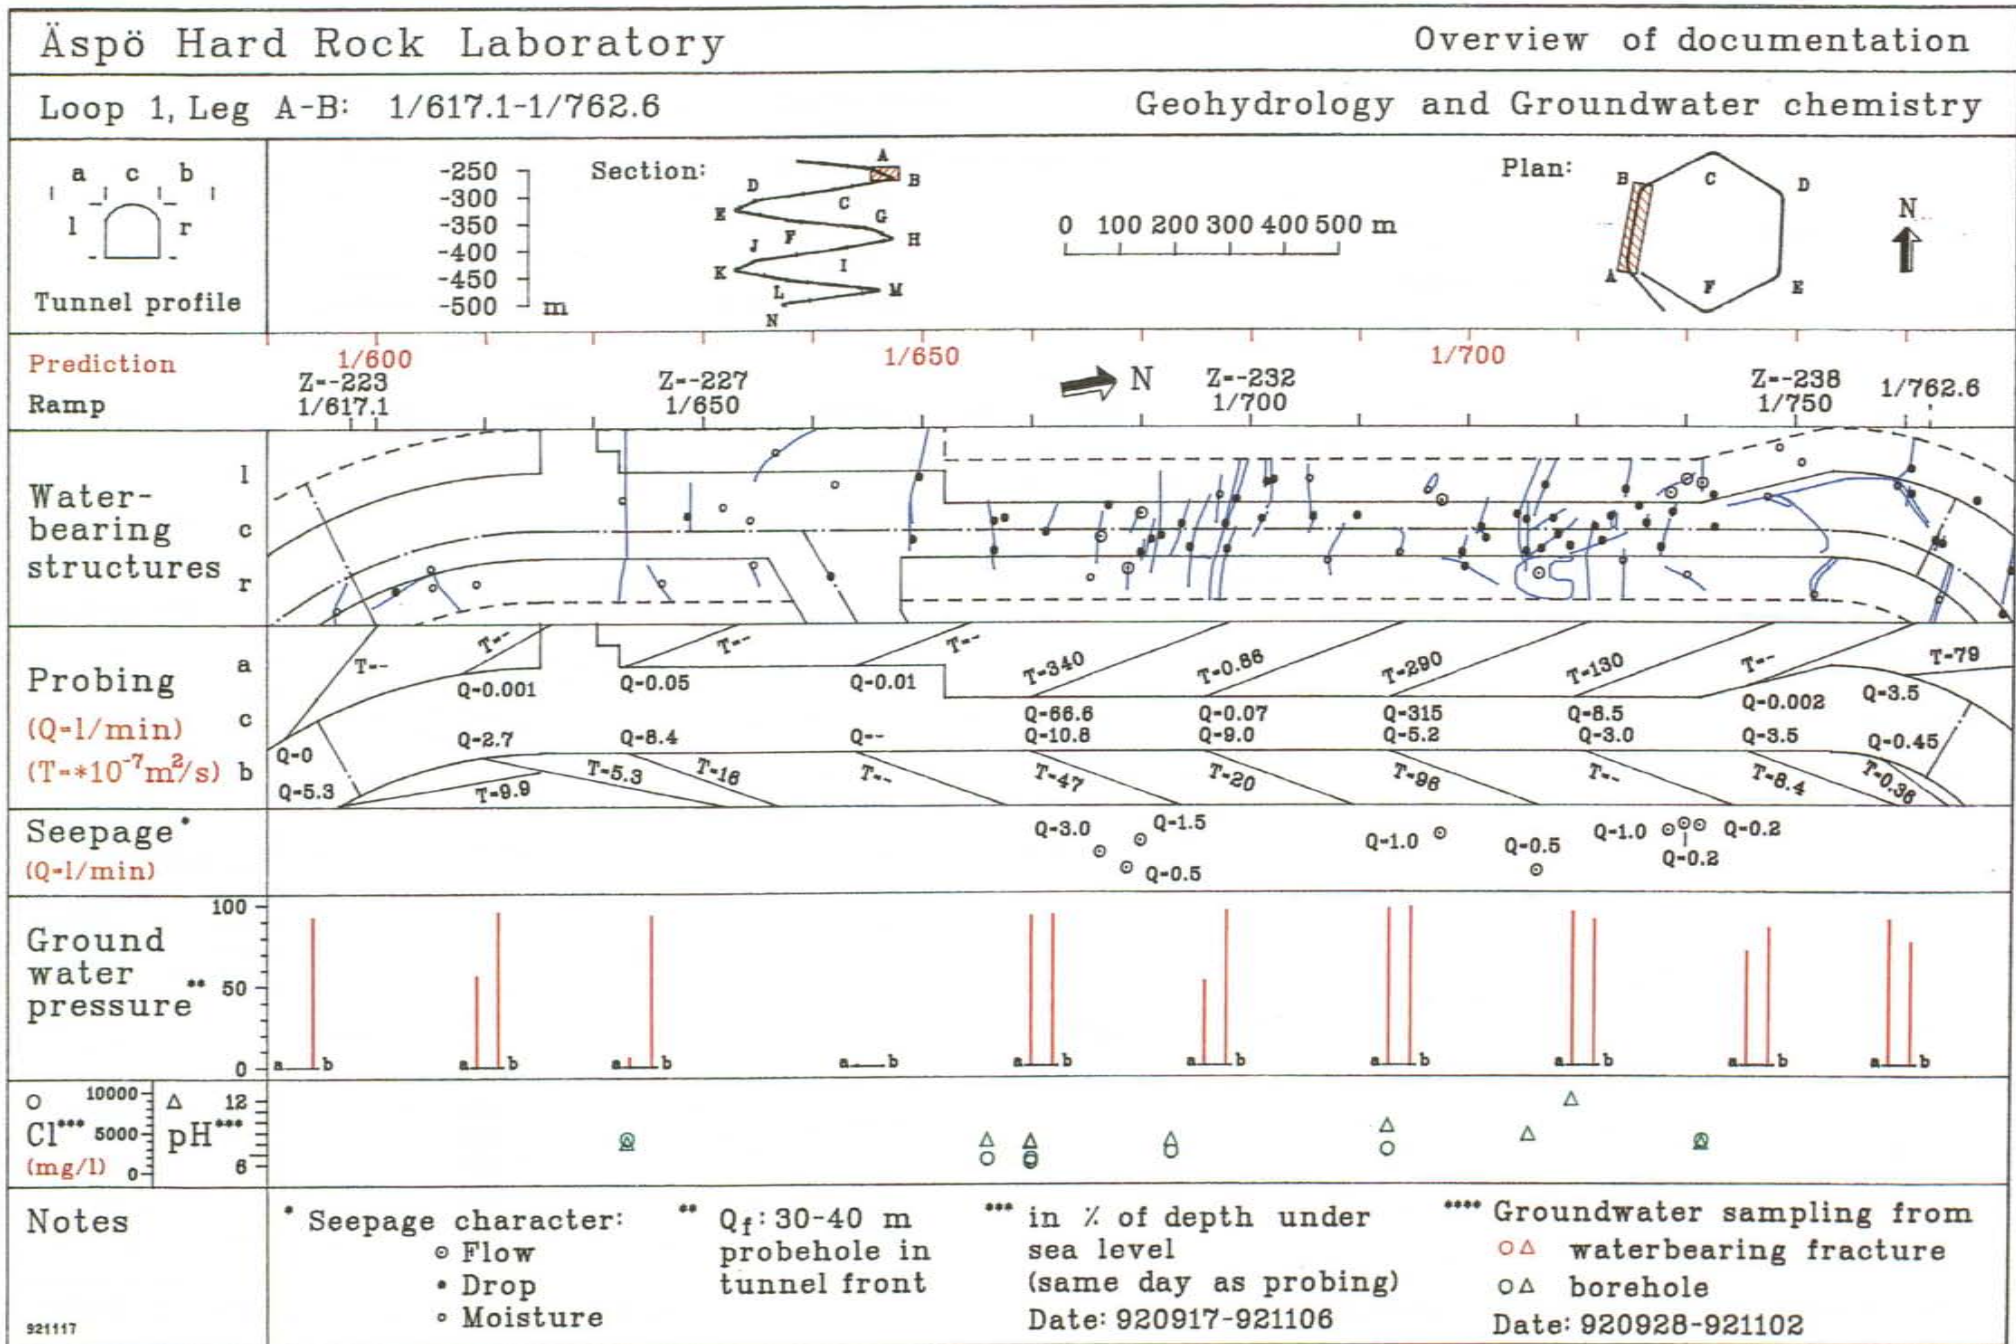 Äspö Hard Rock Laboratory
Overview of documentation
Loop 1, Leg A-B: 1/617.1-1/762.6
Geohydrology and Groundwater chemistry
a c b
l r
Tunnel profile
-250
-300
-350
-400
-450
-500 m
Section:
A
B
D
C
E
G
F
H
J
I
K
L
M
N
0 100 200 300 400 500 m
Plan:
B C D
A F E
N
Prediction
1/600 1/650 1/700
Ramp
Z=-223 Z=-227 N Z=-232 Z=-238
1/617.1 1/650 1/700 1/750 1/762.6
Water-
bearing
structures
l
c
r
Probing
(Q=l/min)
(T=*10⁻⁷m²/s)
a
c
b
T=-- T=-- T=-- T=-- T=340 T=0.86 T=290 T=130 T=-- T=79
Q=0.001 Q=0.05 Q=0.01 Q=66.6 Q=0.07 Q=315 Q=8.5 Q=0.002 Q=3.5
Q=0 Q=2.7 Q=8.4 Q=-- Q=10.8 Q=9.0 Q=5.2 Q=3.0 Q=3.5 Q=0.45
Q=5.3 T=9.9 T=5.3 T=16 T=-- T=47 T=20 T=96 T=-- T=8.4 T=0.36
Seepage*
(Q=l/min)
Q=3.0 Q=1.5 Q=0.5 Q=1.0 Q=0.5 Q=1.0 Q=0.2 Q=0.2
Ground
water
pressure**
100
50
0
a b a b a b a b a b a b a b a b a b a b
Cl***
(mg/l)
10000
5000
0
pH***
12
6
Notes
921117
* Seepage character:
Flow
Drop
Moisture
** Qf: 30-40 m
probehole in
tunnel front
*** in % of depth under
sea level
(same day as probing)
Date: 920917-921106
**** Groundwater sampling from
waterbearing fracture
borehole
Date: 920928-921102